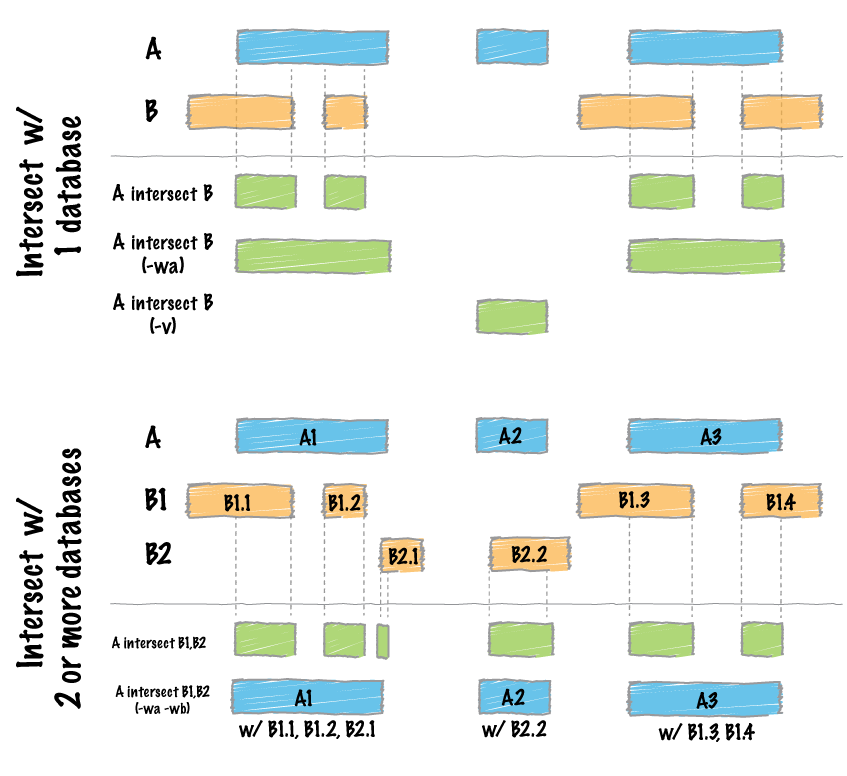 Intersect w/
1 database
A
B
A intersect B
A intersect B
(-wa)
A intersect B
(-v)
Intersect w/
2 or more databases
A
A1
A2
A3
B1
B1.1
B1.2
B1.3
B1.4
B2
B2.1
B2.2
A intersect B1,B2
A intersect B1,B2
(-wa -wb)
A1
A2
A3
w/ B1.1, B1.2, B2.1
w/ B2.2
w/ B1.3, B1.4